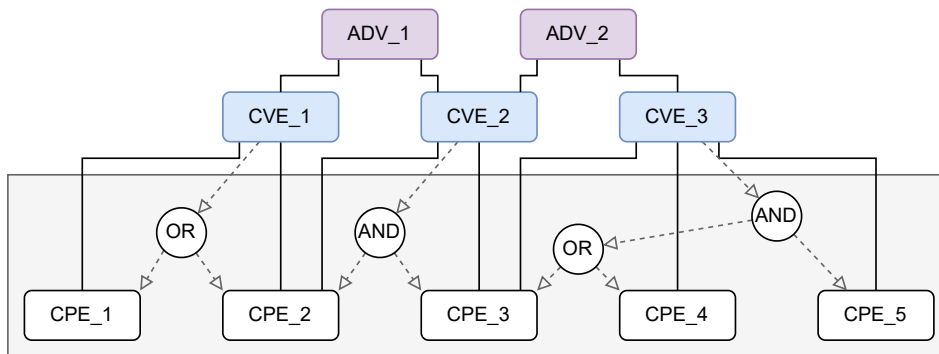 ADV_1
ADV_2
CVE_1
CVE_2
CVE_3
OR
AND
OR
AND
CPE_1
CPE_2
CPE_3
CPE_4
CPE_5